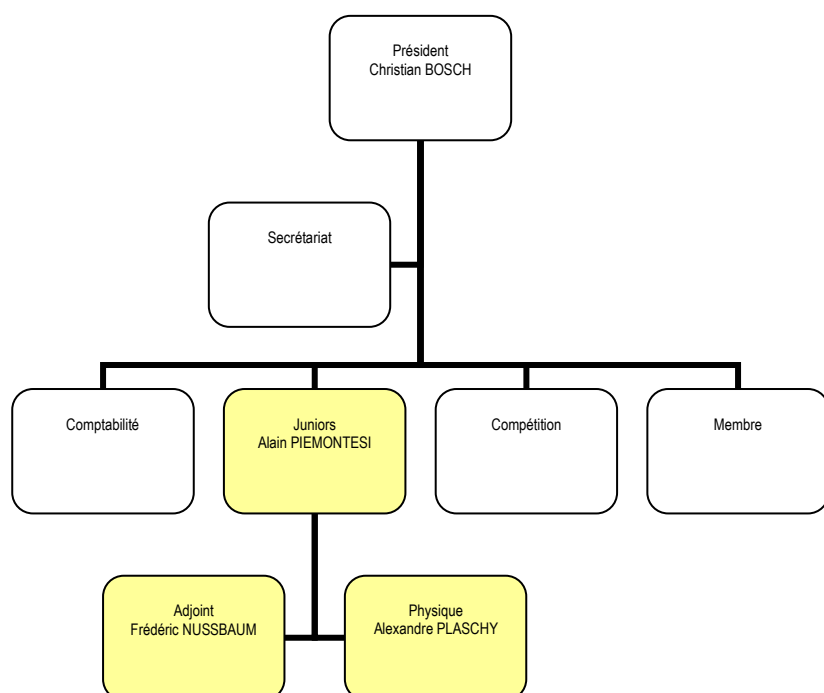 Président
Christian BOSCH
Secrétariat
Comptabilité
Juniors
Alain PIEMONTESI
Compétition
Membre
Adjoint
Frédéric NUSSBAUM
Physique
Alexandre PLASCHY